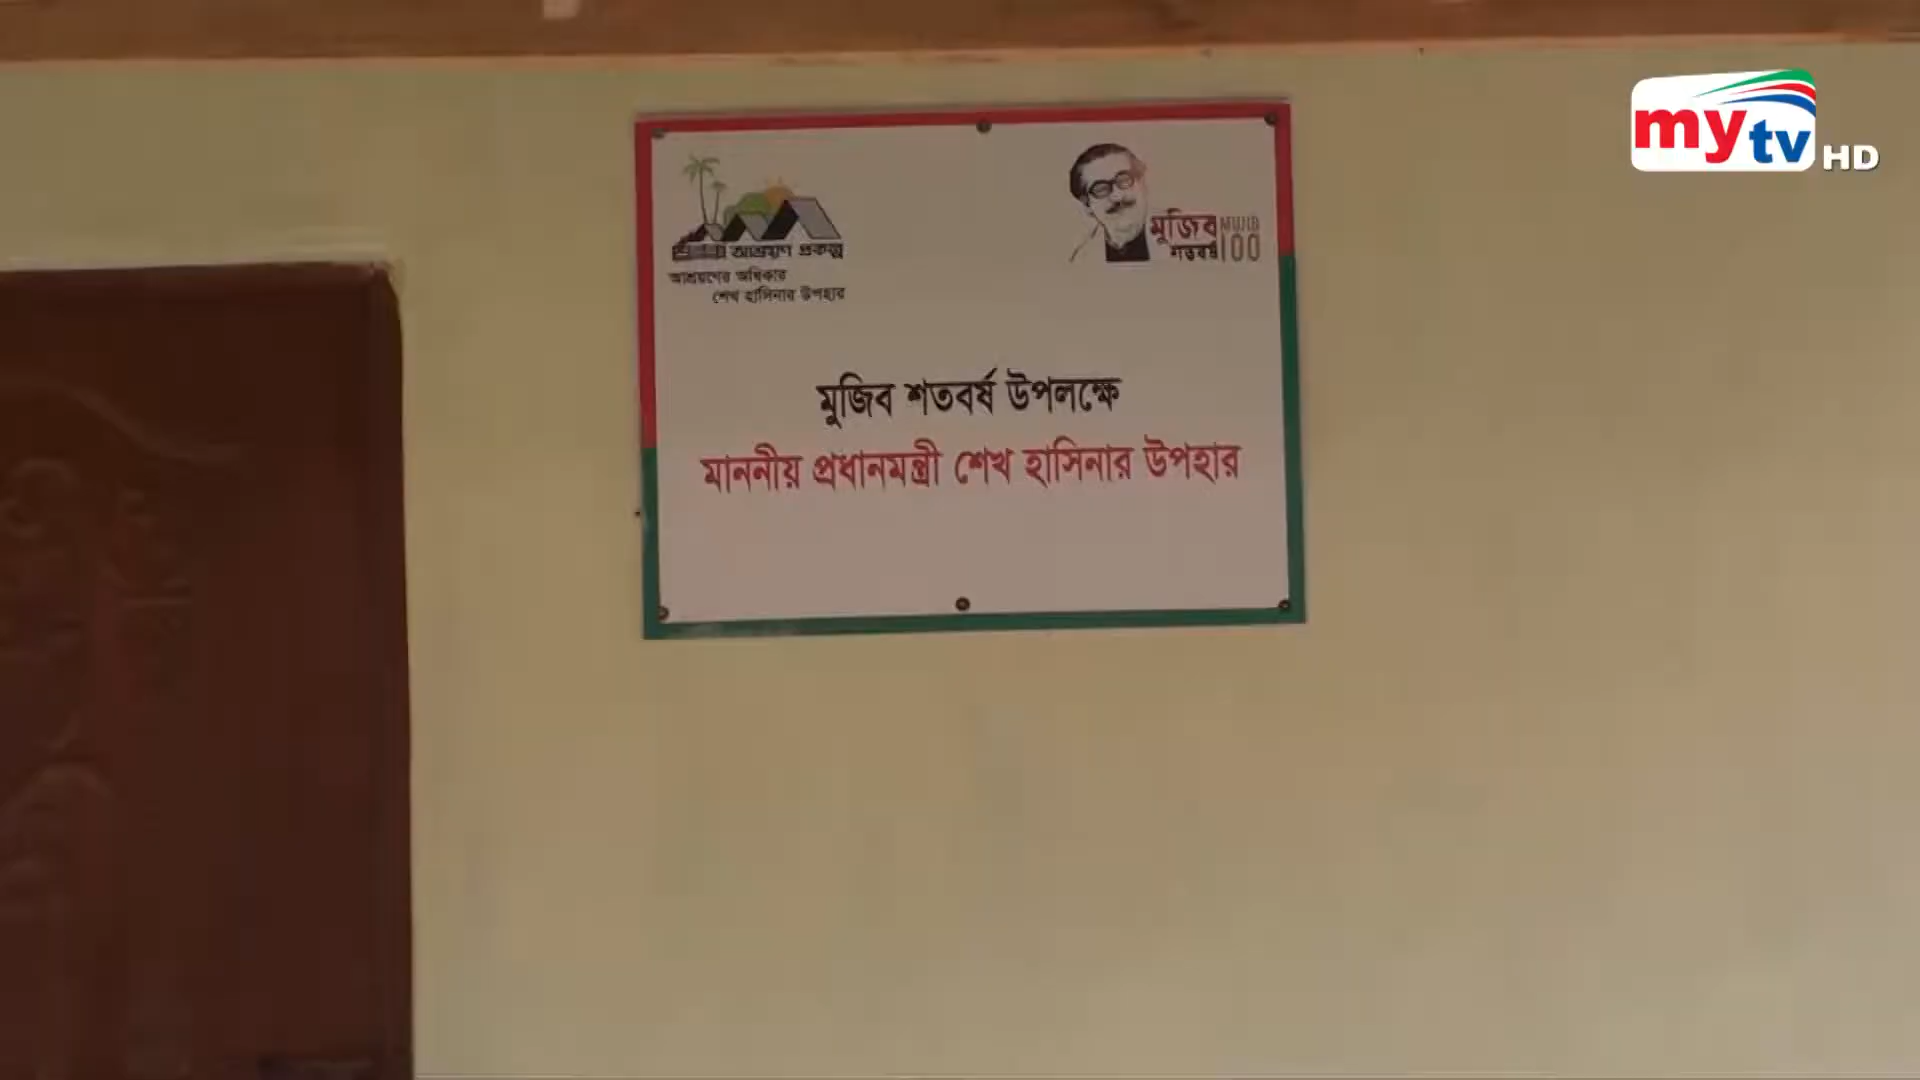 my tv HD
আশ্রয়ণ প্রকল্প
আশ্রয়ণের অধিকার
শেখ হাসিনার উপহার
মুজিব MUJIB
শতবর্ষ 100
মুজিব শতবর্ষ উপলক্ষে
মাননীয় প্রধানমন্ত্রী শেখ হাসিনার উপহার